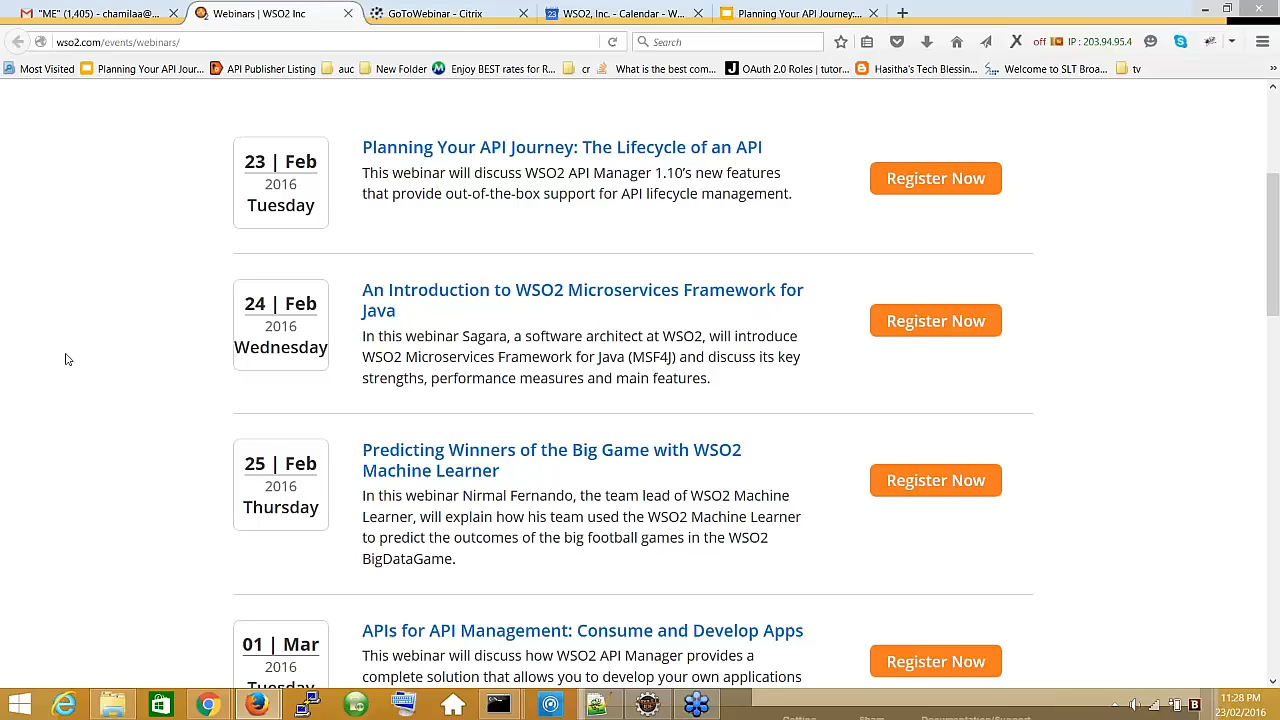 "ME" (1,405) - chamilaa@...
Webinars | WSO2 Inc
GoToWebinar - Citrix
WSO2, Inc. - Calendar - W...
Planning Your API Journey:...
wso2.com/events/webinars/
Search
off
IP : 203.94.95.4
Most Visited
Planning Your API Jour...
API Publisher Listing
auc
New Folder
Enjoy BEST rates for R...
cr
What is the best com...
OAuth 2.0 Roles | tutor...
Hasitha's Tech Blessin...
Welcome to SLT Broa...
tv
23 | Feb
2016
Tuesday
Planning Your API Journey: The Lifecycle of an API
This webinar will discuss WSO2 API Manager 1.10's new features
that provide out-of-the-box support for API lifecycle management.
Register Now
24 | Feb
2016
Wednesday
An Introduction to WSO2 Microservices Framework for
Java
In this webinar Sagara, a software architect at WSO2, will introduce
WSO2 Microservices Framework for Java (MSF4J) and discuss its key
strengths, performance measures and main features.
Register Now
25 | Feb
2016
Thursday
Predicting Winners of the Big Game with WSO2
Machine Learner
In this webinar Nirmal Fernando, the team lead of WSO2 Machine
Learner, will explain how his team used the WSO2 Machine Learner
to predict the outcomes of the big football games in the WSO2
BigDataGame.
Register Now
01 | Mar
2016
Tuesday
APIs for API Management: Consume and Develop Apps
This webinar will discuss how WSO2 API Manager provides a
complete solution that allows you to develop your own applications
Register Now
11:28 PM
23/02/2016